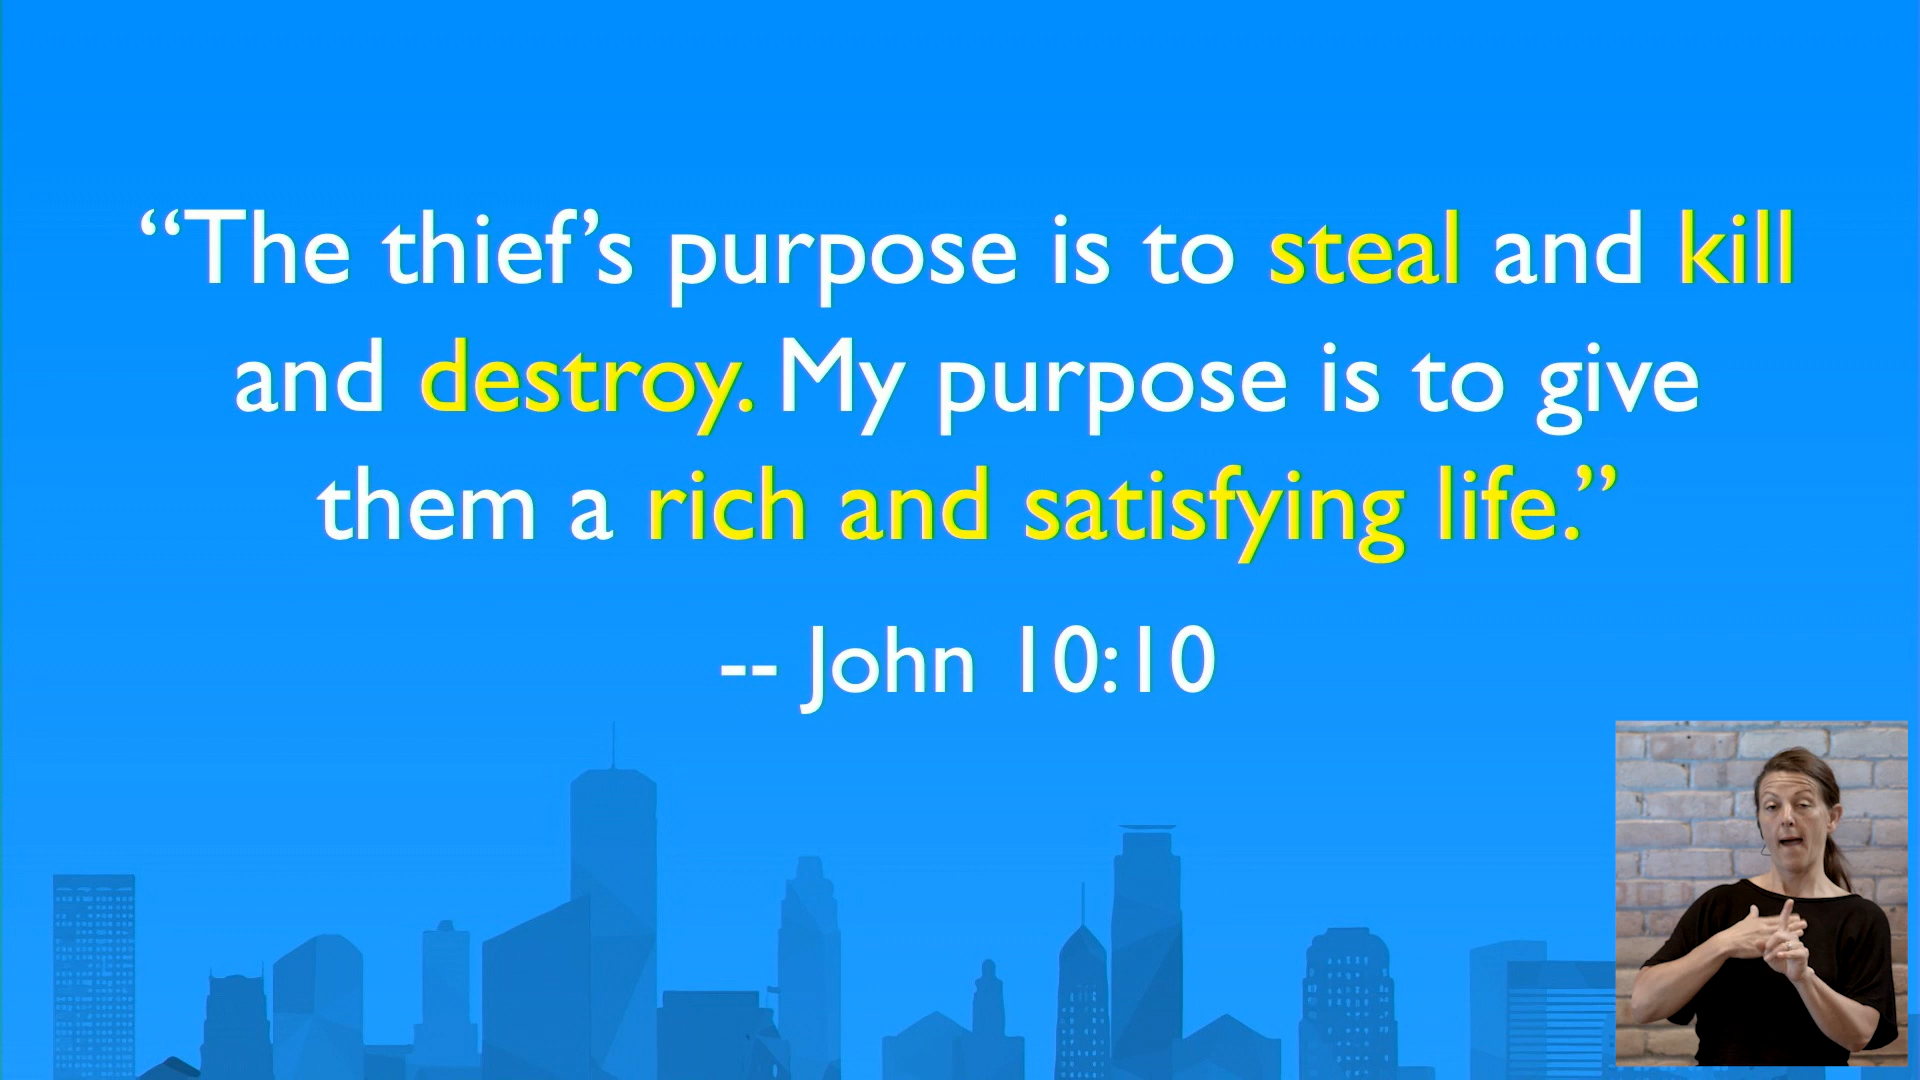 “The thief’s purpose is to steal and kill
and destroy. My purpose is to give
them a rich and satisfying life.”
-- John 10:10